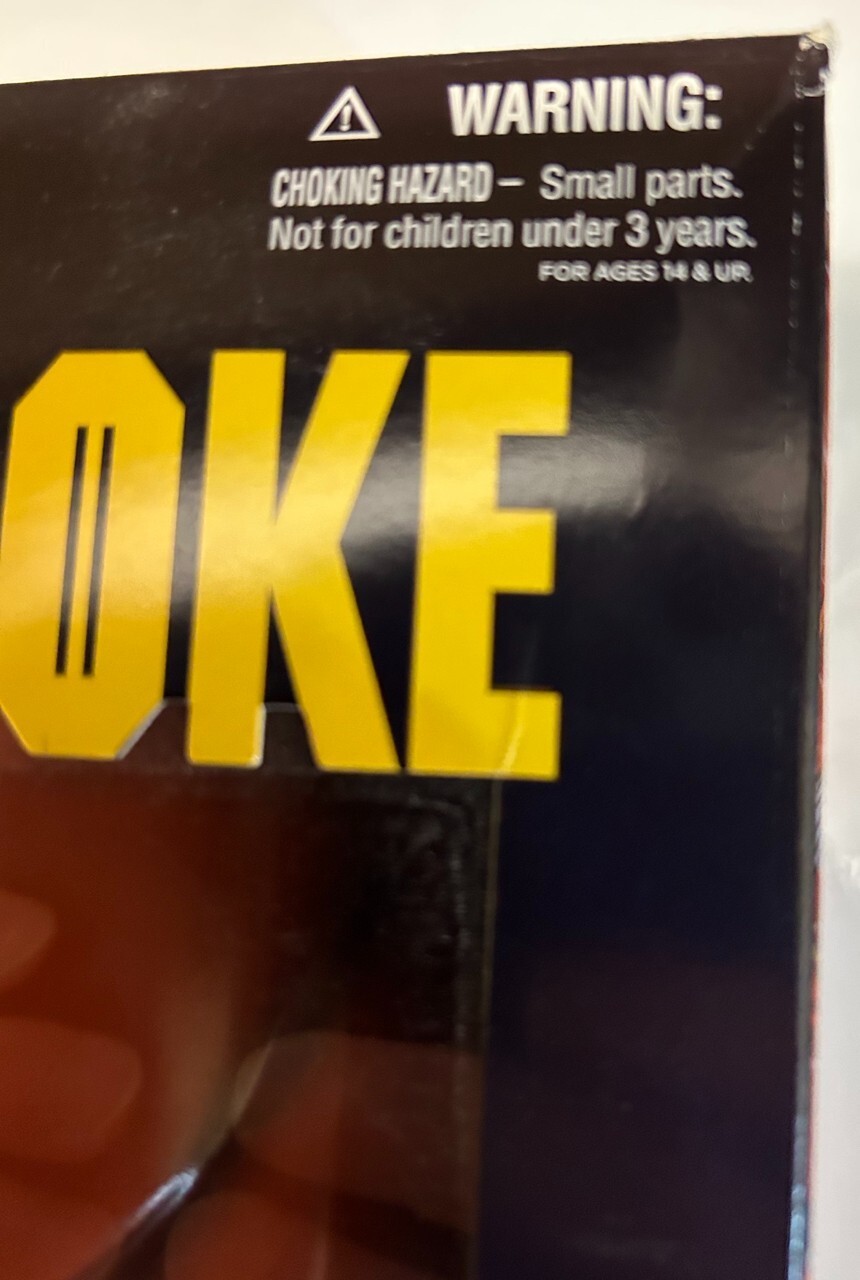 WARNING:
CHOKING HAZARD – Small parts.
Not for children under 3 years.
FOR AGES 14 & UP.
OKE